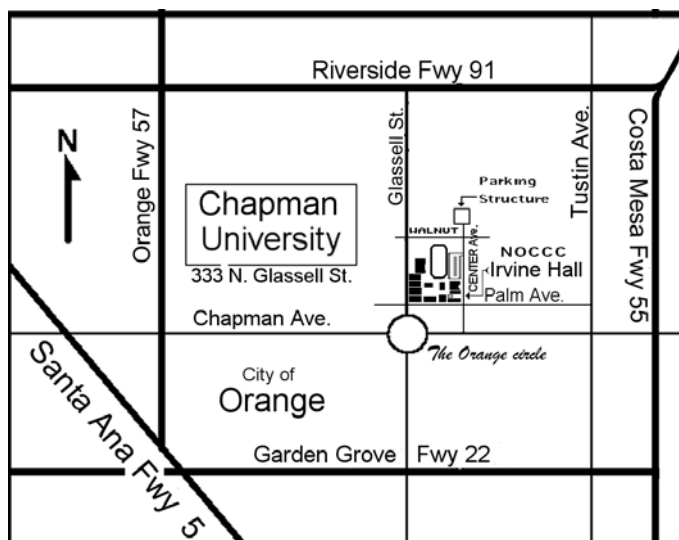 Riverside Fwy 91
N
Orange Fwy 57
Glassell St.
Tustin Ave.
Costa Mesa Fwy 55
Parking
Structure
Chapman
University
333 N. Glassell St.
WALNUT
CENTER Ave.
NOCCC
Irvine Hall
Palm Ave.
Chapman Ave.
The Orange circle
City of
Orange
Santa Ana Fwy 5
Garden Grove Fwy 22